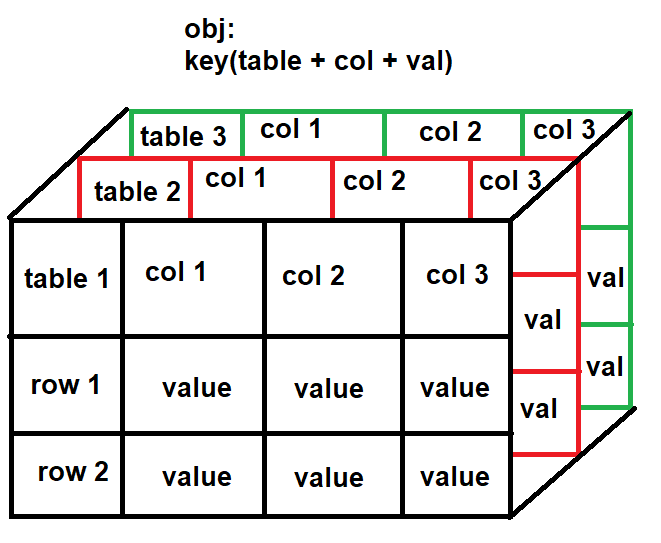 obj:
key(table + col + val)
table 3 col 1 col 2 col 3
table 2 col 1 col 2 col 3
table 1 col 1 col 2 col 3
val
val
row 1 value value value
val
val
row 2 value value value